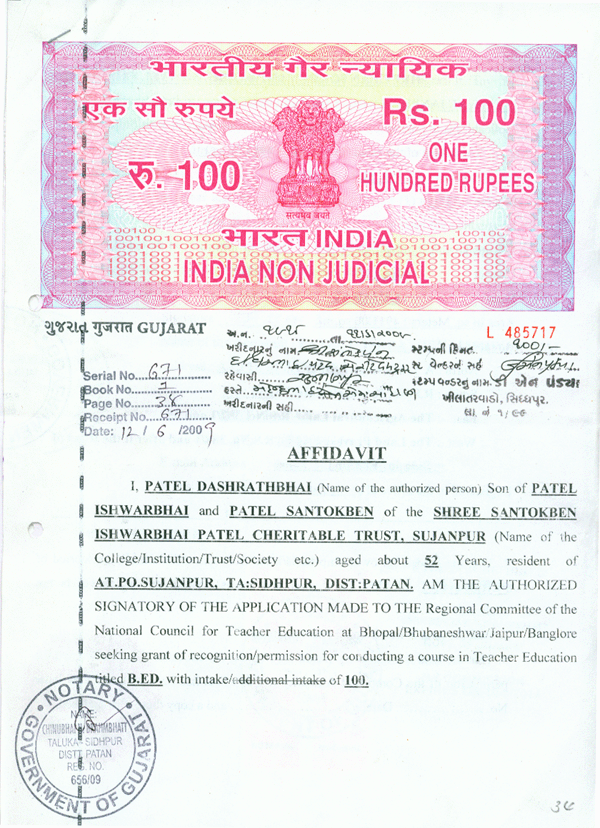 भारतीय गैर न्यायिक
एक सौ रुपये
Rs. 100
रु. 100
ONE
HUNDRED RUPEES
सत्यमेव जयते
भारत INDIA
INDIA NON JUDICIAL
ગુજરાત गुजरात GUJARAT
અ.ન.
તા.
L 485717
ખરીદનારનું નામ
સ્ટામ્પની કિંમત
રહેવાસી
સ્ટેમ્પ વેન્ડરનું નામ: ડી એન પંડયા
હસ્તે
ખીલાતરવાડો, સિધ્ધપુર.
ખરીદનારની સહી
લા. નં ૧/૯૯
Serial No. 671
Book No. 1
Page No. 38
Receipt No. 671
Date: 12/6/2009
AFFIDAVIT
I, PATEL DASHRATHBHAI (Name of the authorized person) Son of PATEL
ISHWARBHAI and PATEL SANTOKBEN of the SHREE SANTOKBEN
ISHWARBHAI PATEL CHERITABLE TRUST, SUJANPUR (Name of the
College/Institution/Trust/Society etc.) aged about 52 Years, resident of
AT.PO.SUJANPUR, TA:SIDHPUR, DIST:PATAN. AM THE AUTHORIZED
SIGNATORY OF THE APPLICATION MADE TO THE Regional Committee of the
National Council for Teacher Education at Bhopal/Bhubaneshwar/Jaipur/Banglore
seeking grant of recognition/permission for conducting a course in Teacher Education
titled B.ED. with intake/additional intake of 100.
NOTARY
NAME
TALUKA - SIDHPUR
DISTT. PATAN
REG. NO.
656/09
GOVERNMENT OF GUJARAT
34